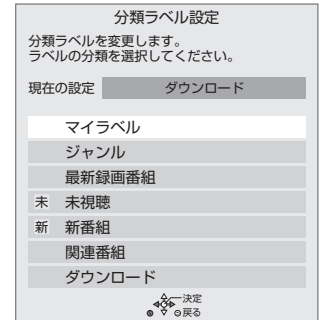 分類ラベル設定
分類ラベルを変更します。
ラベルの分類を選択してください。
現在の設定 ダウンロード
マイラベル
ジャンル
最新録画番組
未 未視聴
新 新番組
関連番組
ダウンロード
決定
戻る